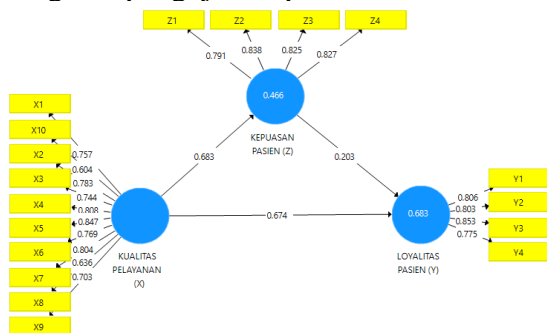 Z1
Z2
Z3
Z4
0.791
0.838
0.825
0.827
0.466
KEPUASAN
PASIEN (Z)
X1
X10
X2
X3
X4
X5
X6
X7
X8
X9
0.757
0.604
0.783
0.744
0.808
0.847
0.769
0.804
0.636
0.703
0.683
0.203
0.674
KUALITAS
PELAYANAN
(X)
0.683
LOYALITAS
PASIEN (Y)
0.806
0.803
0.853
0.775
Y1
Y2
Y3
Y4